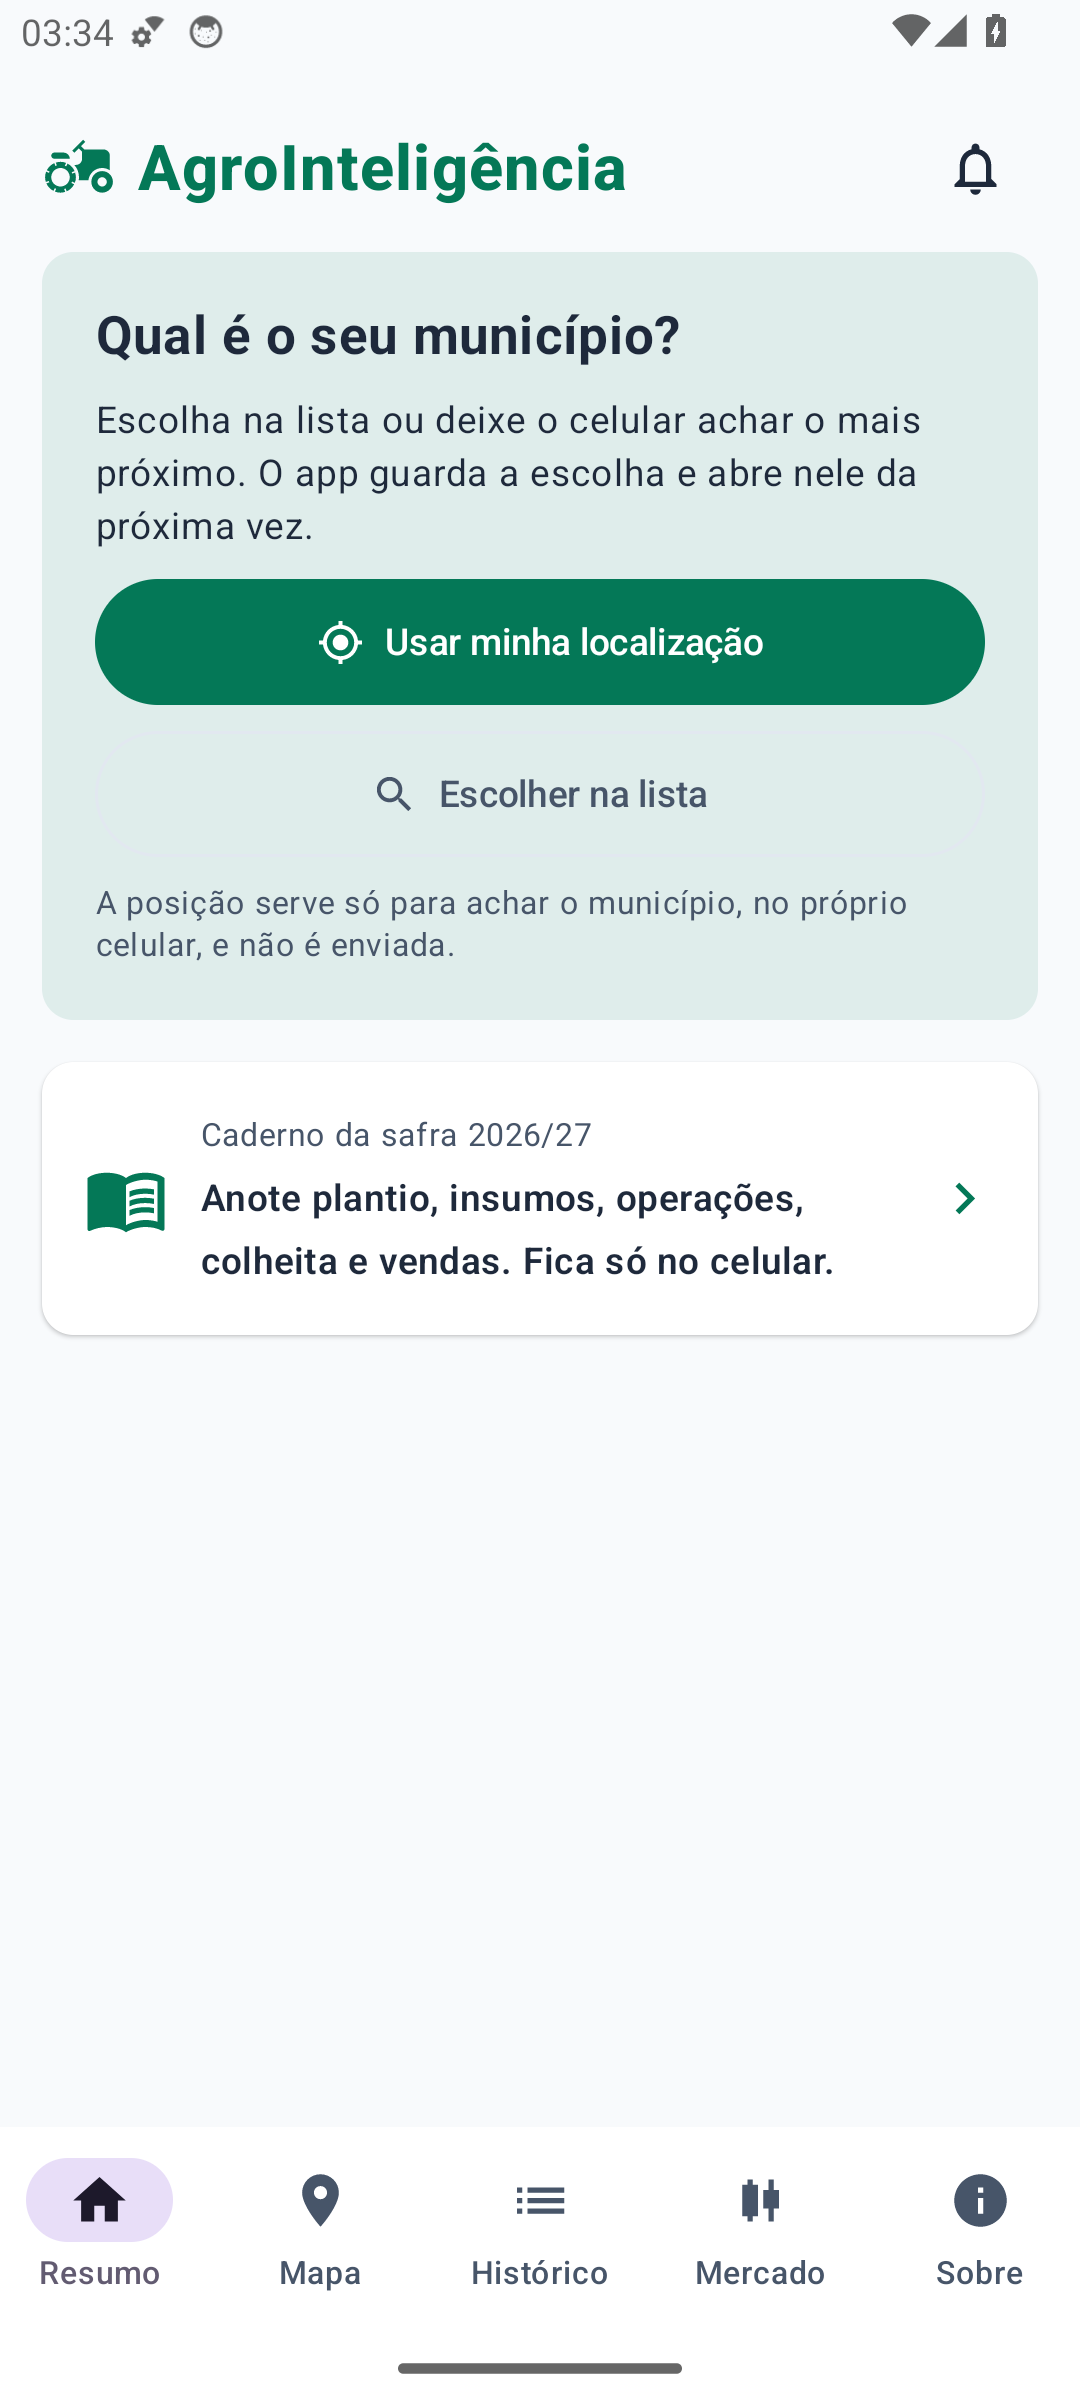 03:34
AgroInteligência
Qual é o seu município?
Escolha na lista ou deixe o celular achar o mais
próximo. O app guarda a escolha e abre nele da
próxima vez.
Usar minha localização
Escolher na lista
A posição serve só para achar o município, no próprio
celular, e não é enviada.
Caderno da safra 2026/27
Anote plantio, insumos, operações,
colheita e vendas. Fica só no celular.
Resumo
Mapa
Histórico
Mercado
Sobre